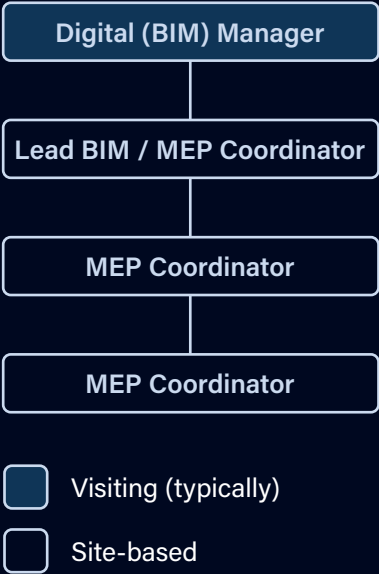 Digital (BIM) Manager
Lead BIM / MEP Coordinator
MEP Coordinator
MEP Coordinator
Visiting (typically)
Site-based